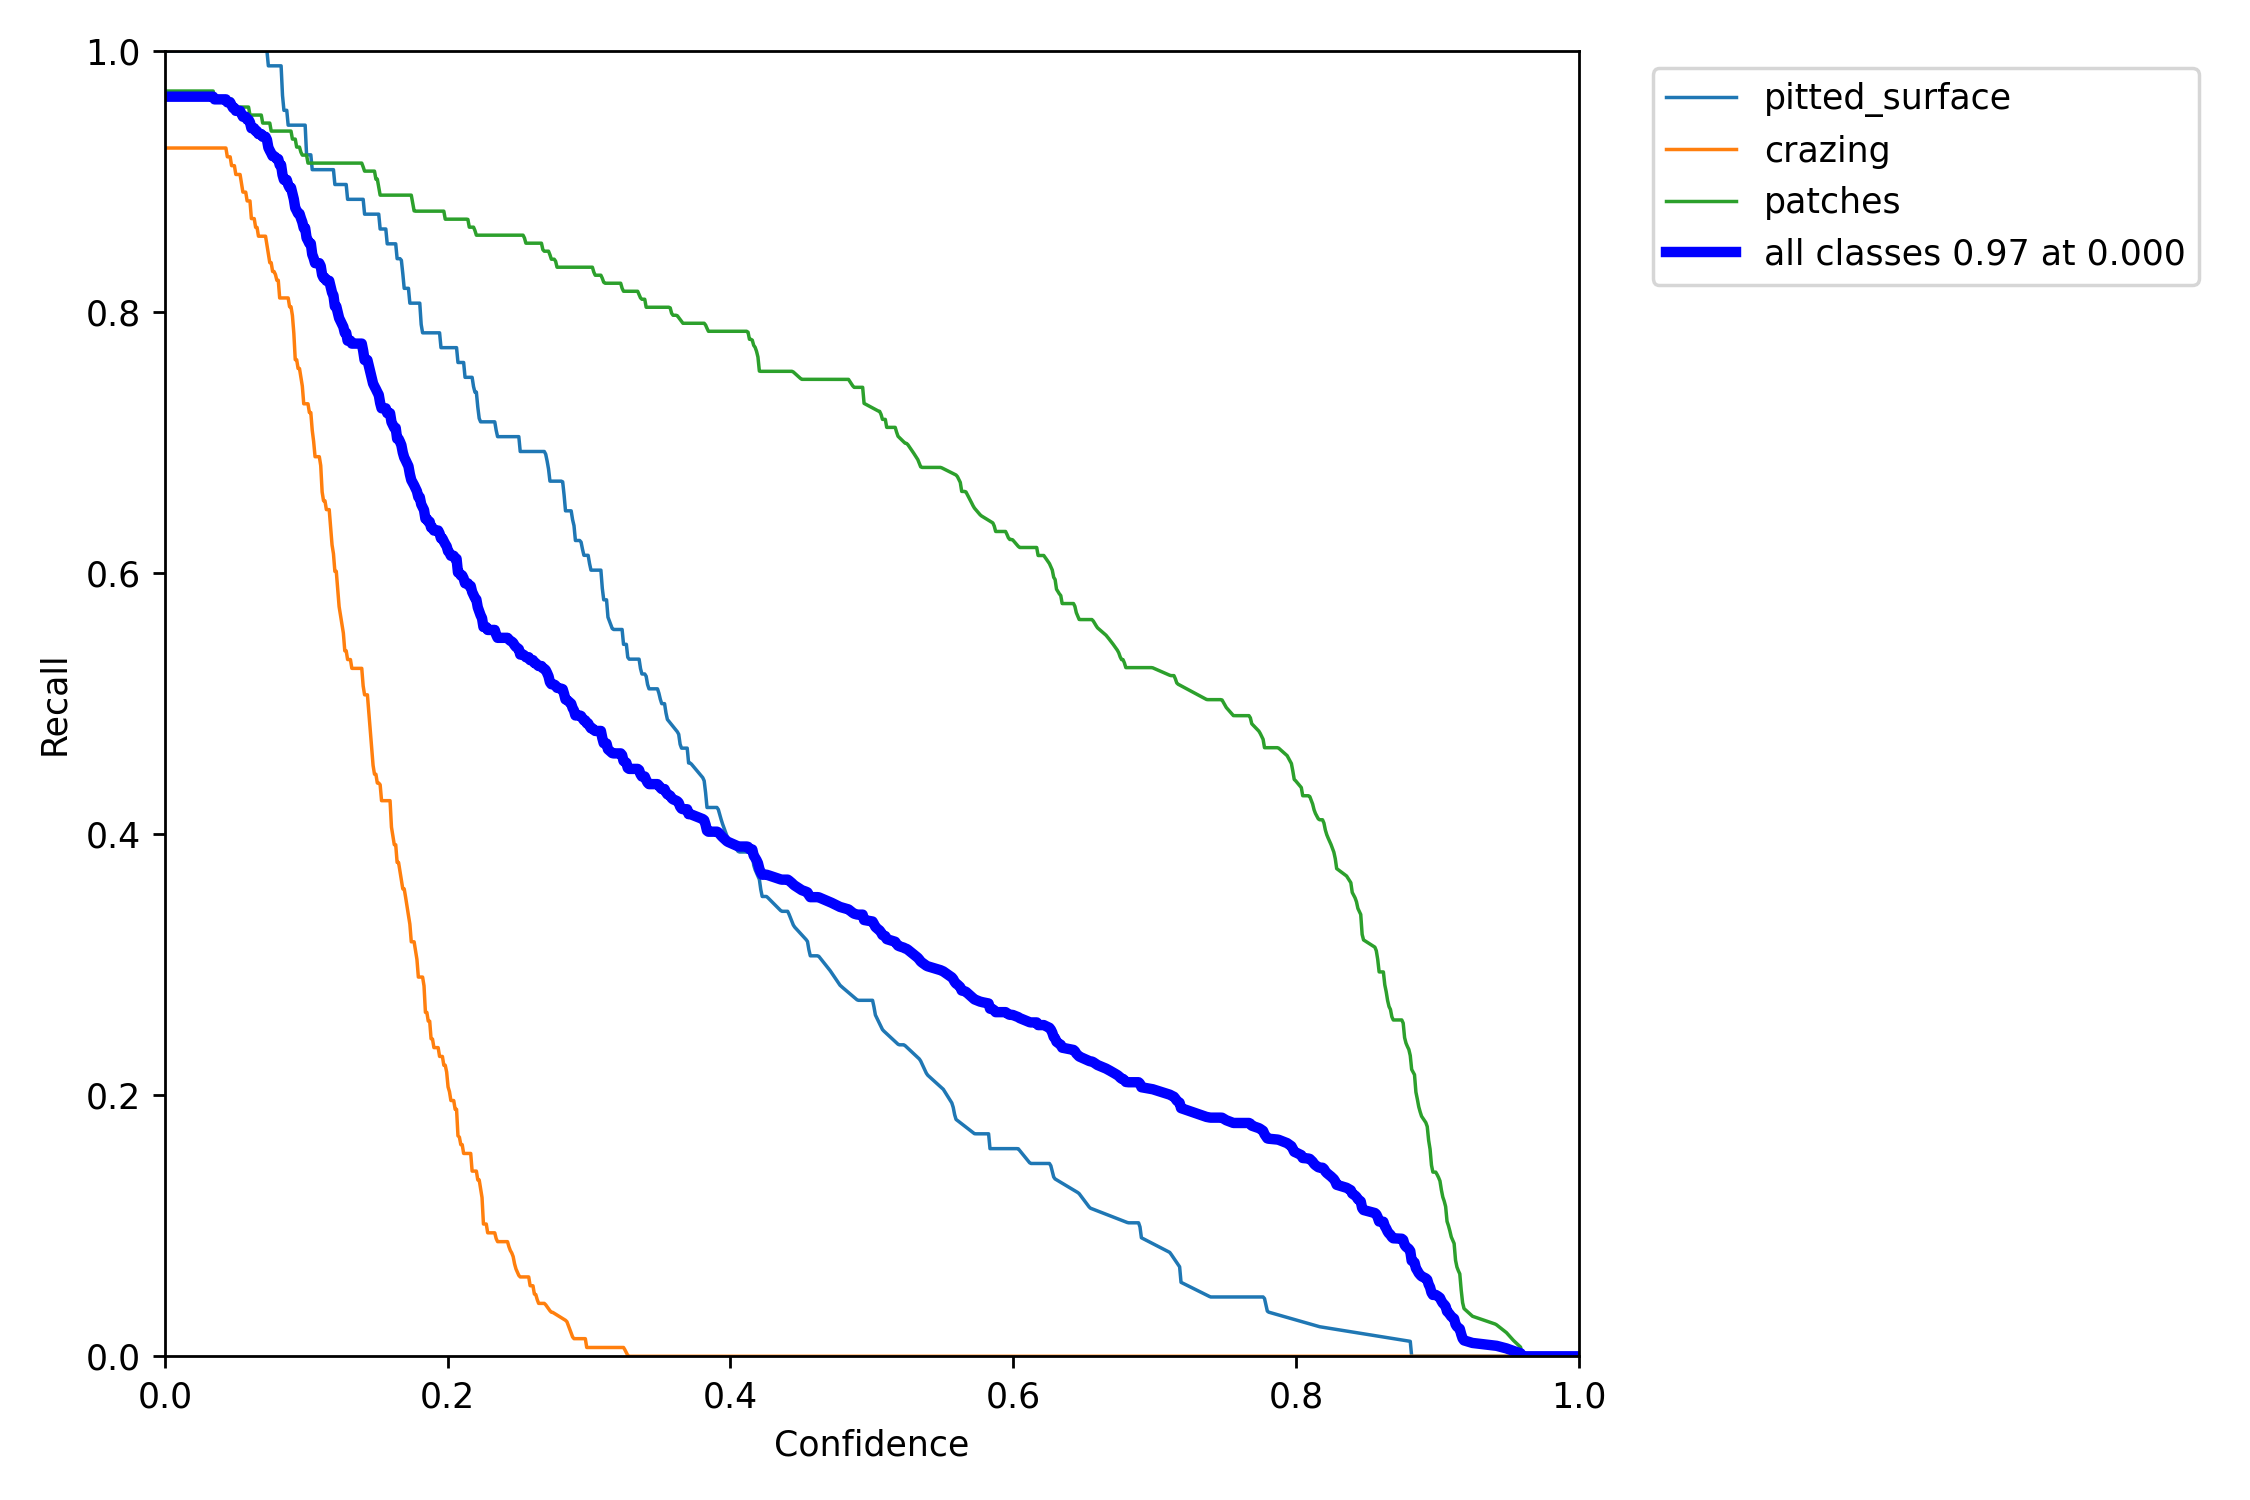 pitted_surface
crazing
patches
all classes 0.97 at 0.000
1.0
0.8
0.6
0.4
0.2
0.0
Recall
0.0 0.2 0.4 0.6 0.8 1.0
Confidence